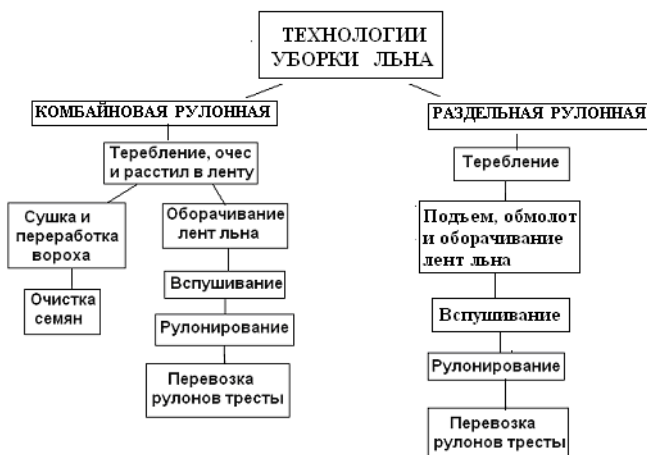 ТЕХНОЛОГИИ
УБОРКИ ЛЬНА
КОМБАЙНОВАЯ РУЛОННАЯ
Теребление, очес
и расстил в ленту
Сушка и
переработка
вороха
Очистка
семян
Оборачивание
лент льна
Вспушивание
Рулонирование
Перевозка
рулонов тресты
РАЗДЕЛЬНАЯ РУЛОННАЯ
Теребление
Подъем, обмолот
и оборачивание
лент льна
Вспушивание
Рулонирование
Перевозка
рулонов тресты